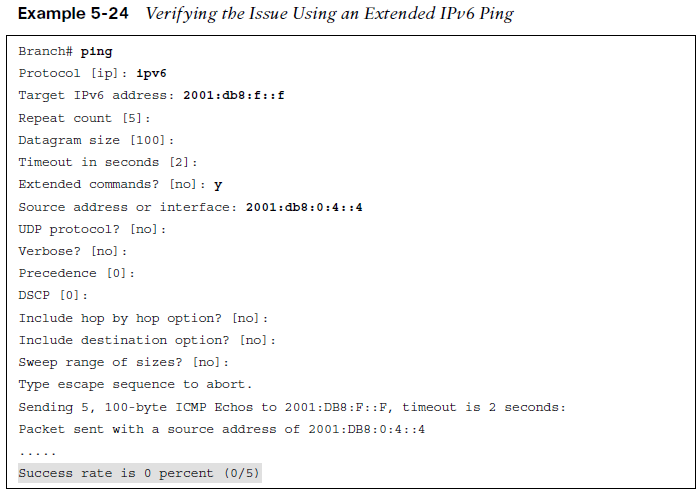 Example 5-24 Verifying the Issue Using an Extended IPv6 Ping
Branch# ping
Protocol [ip]: ipv6
Target IPv6 address: 2001:db8:f::f
Repeat count [5]:
Datagram size [100]:
Timeout in seconds [2]:
Extended commands? [no]: y
Source address or interface: 2001:db8:0:4::4
UDP protocol? [no]:
Verbose? [no]:
Precedence [0]:
DSCP [0]:
Include hop by hop option? [no]:
Include destination option? [no]:
Sweep range of sizes? [no]:
Type escape sequence to abort.
Sending 5, 100-byte ICMP Echos to 2001:DB8:F::F, timeout is 2 seconds:
Packet sent with a source address of 2001:DB8:0:4::4
.....
Success rate is 0 percent (0/5)